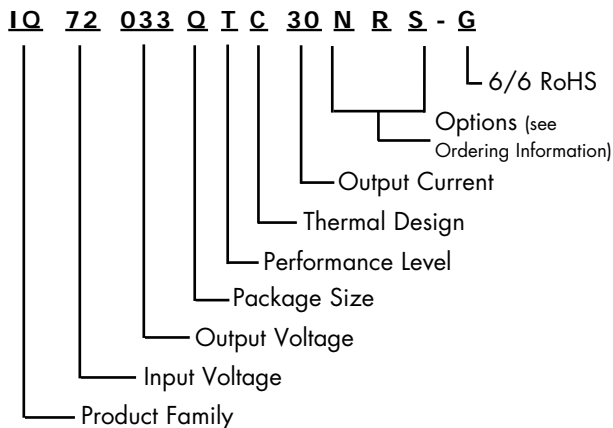 IQ 72 033 Q T C 30 N R S - G
6/6 RoHS
Options (see
Ordering Information)
Output Current
Thermal Design
Performance Level
Package Size
Output Voltage
Input Voltage
Product Family